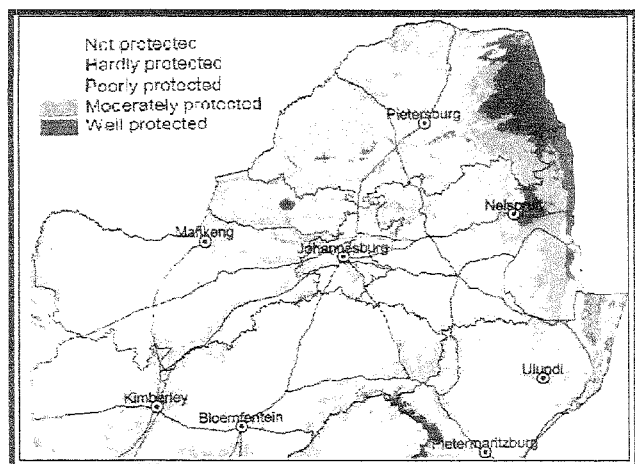 Not protected
Hardly protected
Poorly protected
Moderately protected
Well protected
Pietersburg
Nelspruit
Mafikeng
Johannesburg
Ulundi
Kimberley
Bloemfontein
Pietermaritzburg